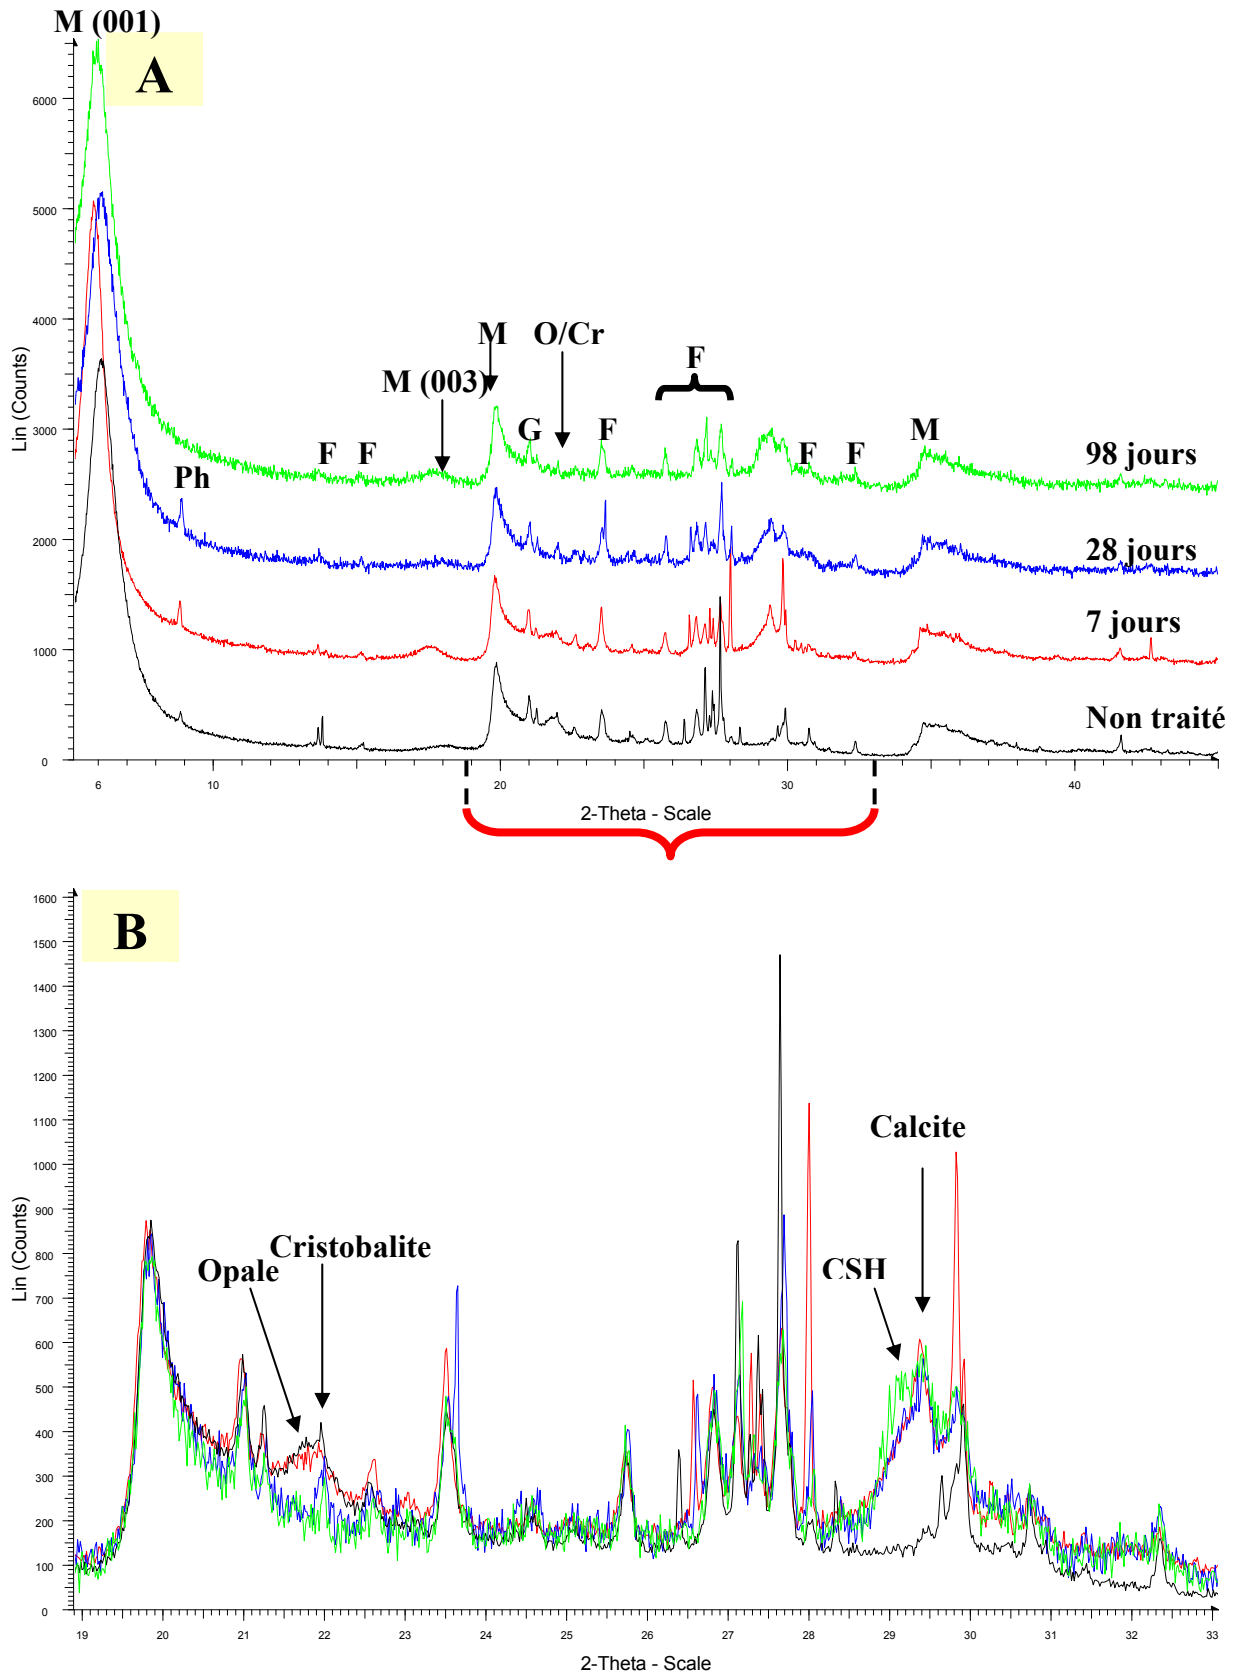 M (001)
A
6000
5000
4000
3000
2000
1000
0
Lin (Counts)
M
O/Cr
F
M (003)
Ph
F
F
G
F
F
F
M
98 jours
28 jours
7 jours
Non traité
6
10
20
30
40
2-Theta - Scale
B
1600
1500
1400
1300
1200
1100
1000
900
800
700
600
500
400
300
200
100
0
Lin (Counts)
Calcite
Cristobalite
Opale
CSH
19
20
21
22
23
24
25
26
27
28
29
30
31
32
33
2-Theta - Scale